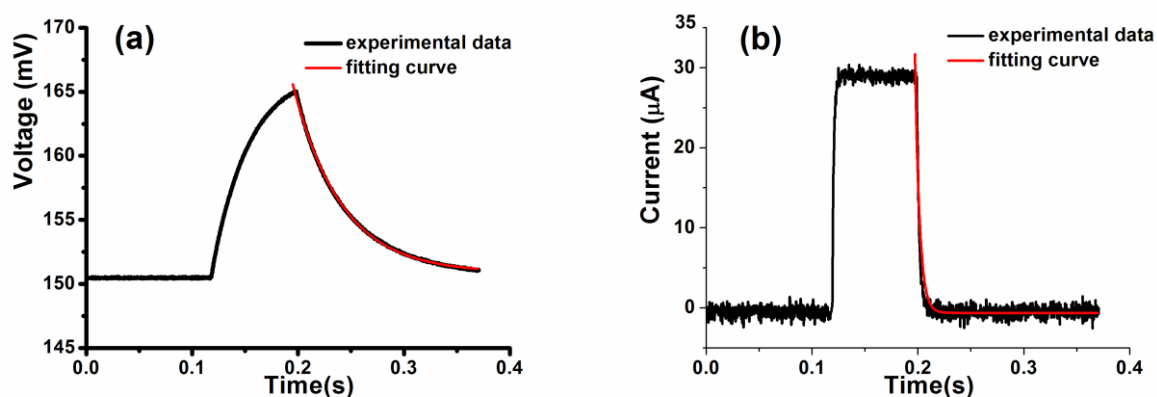 (a)
experimental data
fitting curve
Voltage (mV)
165
160
155
150
145
0.0 0.1 0.2 0.3 0.4
Time(s)
(b)
experimental data
fitting curve
Current (μA)
35
30
20
10
0
0.0 0.1 0.2 0.3 0.4
Time(s)